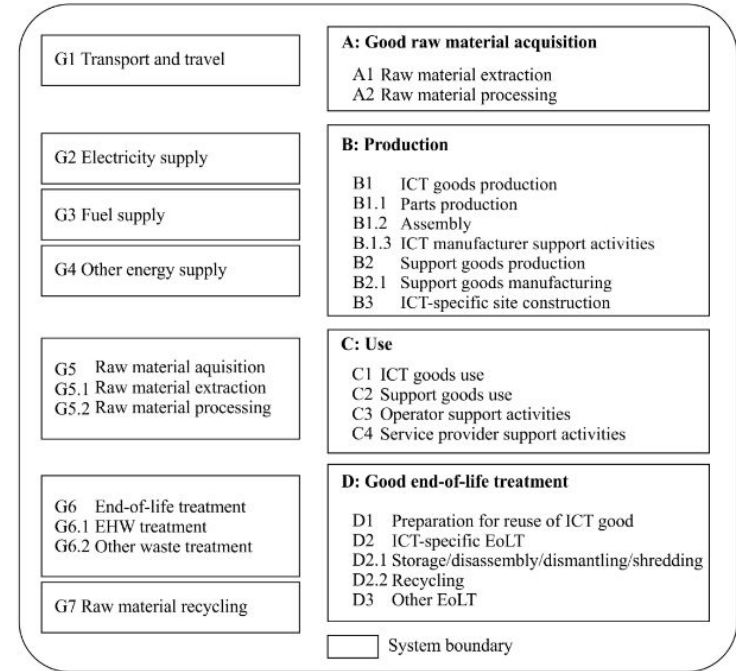 G1 Transport and travel
G2 Electricity supply
G3 Fuel supply
G4 Other energy supply
G5 Raw material aquisition
G5.1 Raw material extraction
G5.2 Raw material processing
G6 End-of-life treatment
G6.1 EHW treatment
G6.2 Other waste treatment
G7 Raw material recycling
A: Good raw material acquisition
A1 Raw material extraction
A2 Raw material processing
B: Production
B1 ICT goods production
B1.1 Parts production
B1.2 Assembly
B.1.3 ICT manufacturer support activities
B2 Support goods production
B2.1 Support goods manufacturing
B3 ICT-specific site construction
C: Use
C1 ICT goods use
C2 Support goods use
C3 Operator support activities
C4 Service provider support activities
D: Good end-of-life treatment
D1 Preparation for reuse of ICT good
D2 ICT-specific EoLT
D2.1 Storage/disassembly/dismantling/shredding
D2.2 Recycling
D3 Other EoLT
System boundary